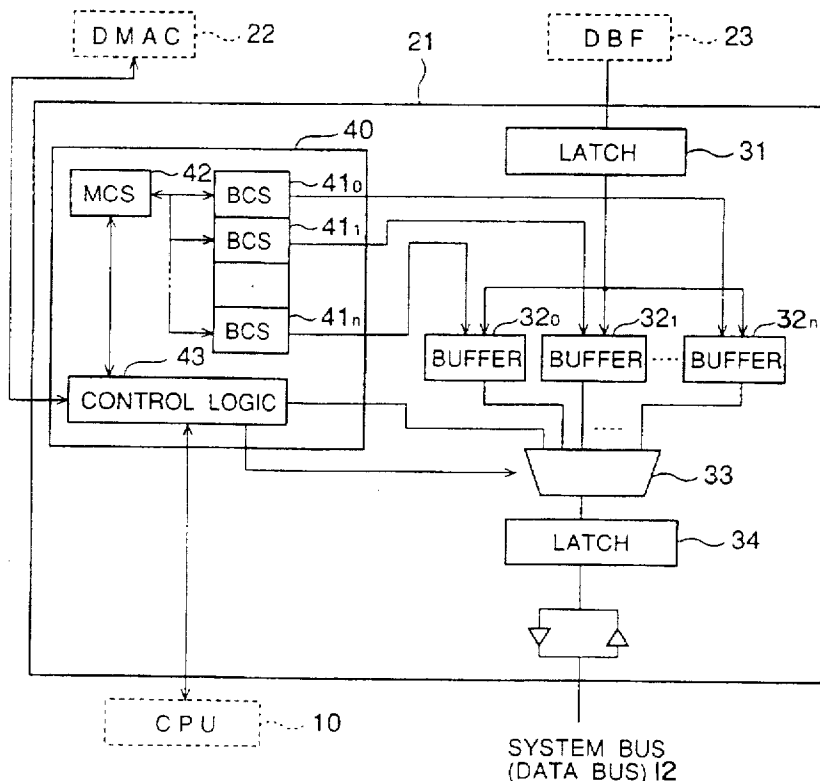 DMAC 22
21
DBF 23
40
LATCH 31
MCS 42
BCS 41₀
BCS 41₁
BCS 41ₙ
BUFFER 32₀
BUFFER 32₁
BUFFER 32ₙ
CONTROL LOGIC 43
33
LATCH 34
CPU 10
SYSTEM BUS
(DATA BUS) 12